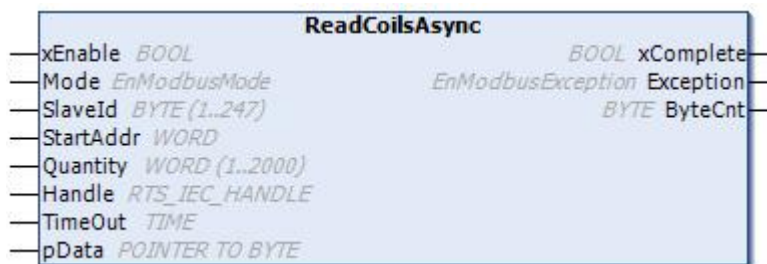 ReadCoilsAsync
xEnable BOOL BOOL xComplete
Mode EnModbusMode EnModbusException Exception
SlaveId BYTE (1..247) BYTE ByteCnt
StartAddr WORD
Quantity WORD (1..2000)
Handle RTS_IEC_HANDLE
TimeOut TIME
pData POINTER TO BYTE